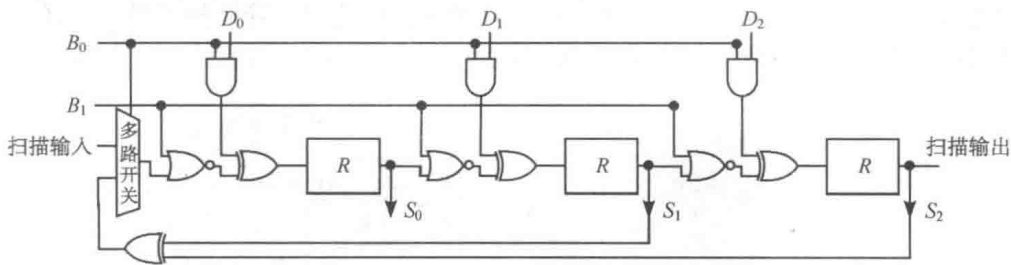 D₀ D₁ D₂
B₀
B₁
扫描输入
多路开关
R R R
扫描输出
S₀ S₁ S₂